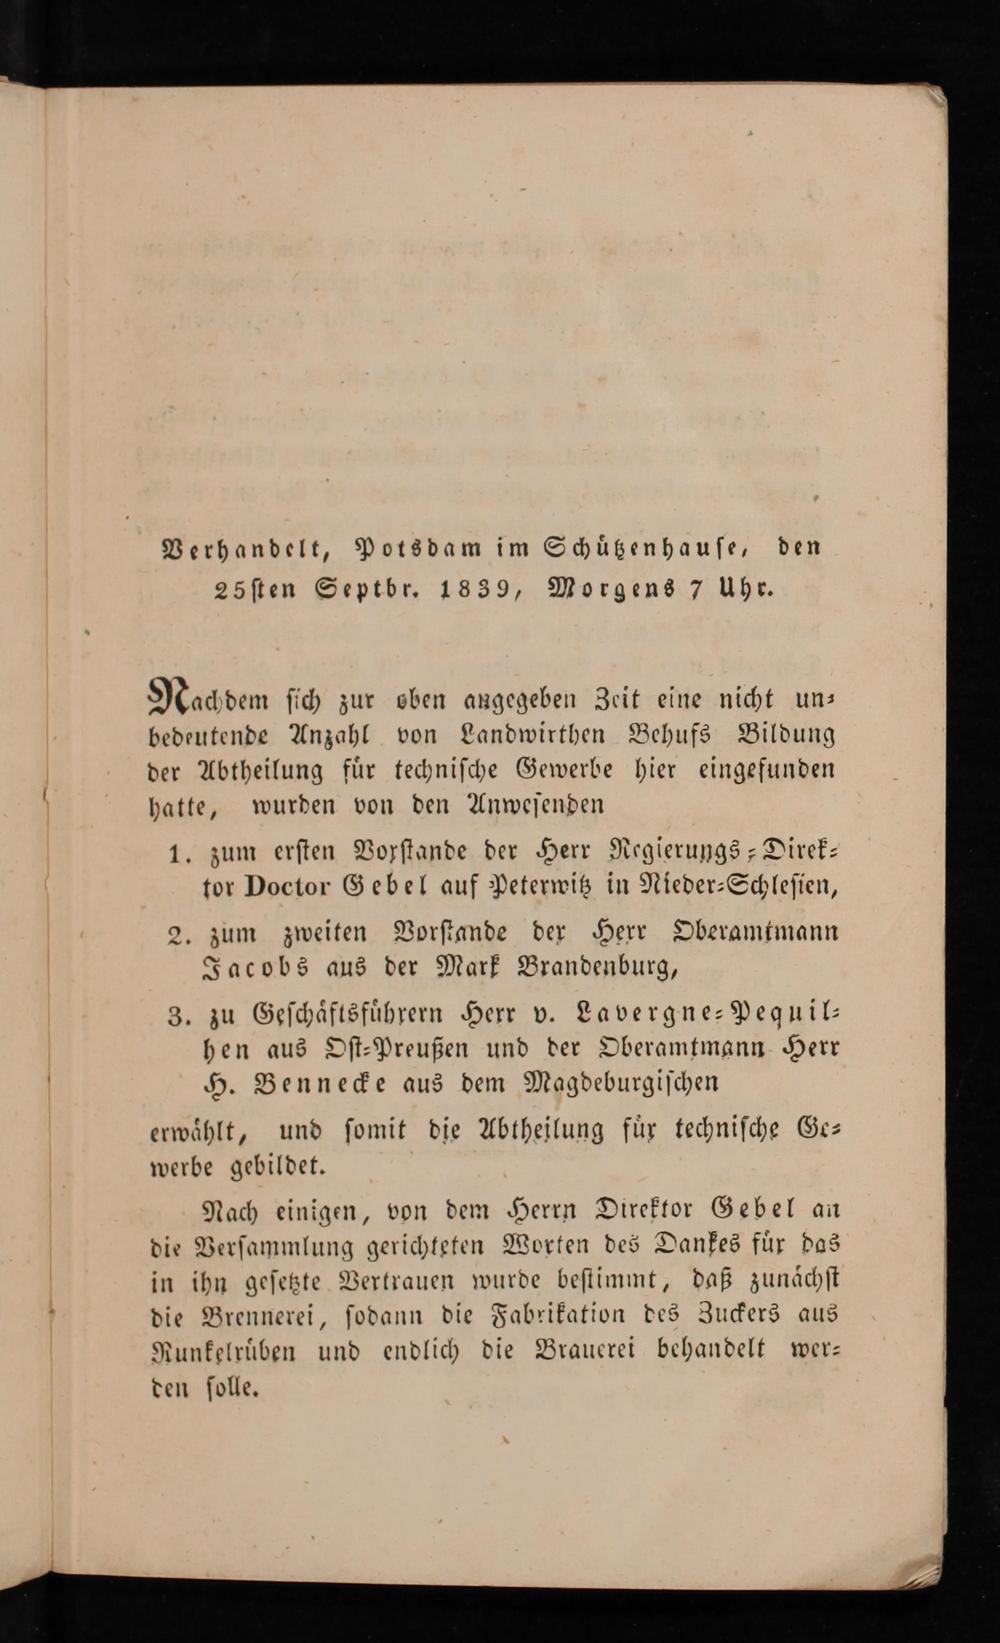 Verhandelt, Potsdam im Schützenhause, den
25sten Septbr. 1839, Morgens 7 Uhr.
Nachdem sich zur oben angegeben Zeit eine nicht un-
bedeutende Anzahl von Landwirthen Behufs Bildung
der Abtheilung für technische Gewerbe hier eingefunden
hatte, wurden von den Anwesenden
1. zum ersten Vorstande der Herr Regierungs-Direk-
tor Doctor Gebel auf Peterwitz in Nieder-Schlesien,
2. zum zweiten Vorstande der Herr Oberamtmann
Jacobs aus der Mark Brandenburg,
3. zu Geschäftsführern Herr v. Lavergne-Pequil-
hen aus Ost-Preußen und der Oberamtmann Herr
H. Bennecke aus dem Magdeburgischen
erwählt, und somit die Abtheilung für technische Ge-
werbe gebildet.
Nach einigen, von dem Herrn Direktor Gebel an
die Versammlung gerichteten Worten des Dankes für das
in ihn gesetzte Vertrauen wurde bestimmt, daß zunächst
die Brennerei, sodann die Fabrikation des Zuckers aus
Runkelrüben und endlich die Brauerei behandelt wer-
den solle.